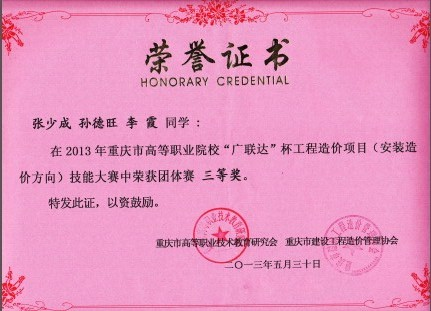 荣誉证书
HONORARY CREDENTIAL
张少成 孙德旺 李霞 同学：
在2013年重庆市高等职业院校“广联达”杯工程造价项目（安装造价方向）技能大赛中荣获团体赛 三等奖。
特发此证，以资鼓励。
重庆市高等职业技术教育研究会 重庆市建设工程造价管理协会
二〇一三年五月三十日